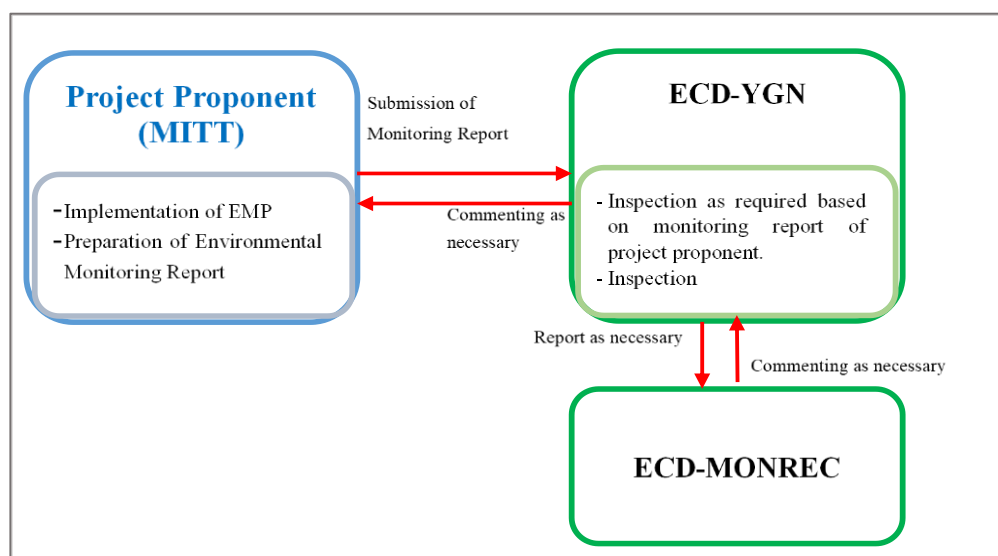 Project Proponent
(MITT)
-Implementation of EMP
-Preparation of Environmental
Monitoring Report
Submission of
Monitoring Report
Commenting as
necessary
ECD-YGN
- Inspection as required based
on monitoring report of
project proponent.
- Inspection
Report as necessary
Commenting as necessary
ECD-MONREC